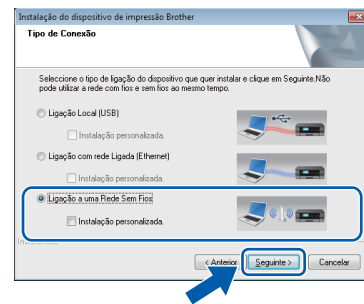 Instalação do dispositivo de impressão Brother
Tipo de Conexão
Seleccione o tipo de ligação do dispositivo que quer instalar e clique em Seguinte.Não
pode utilizar a rede com fios e sem fios ao mesmo tempo.
Ligação Local (USB)
Instalação personalizada.
Ligação com rede Ligada (Ethernet)
Instalação personalizada.
Ligação a uma Rede Sem Fios
Instalação personalizada.
< Anterior
Seguinte >
Cancelar